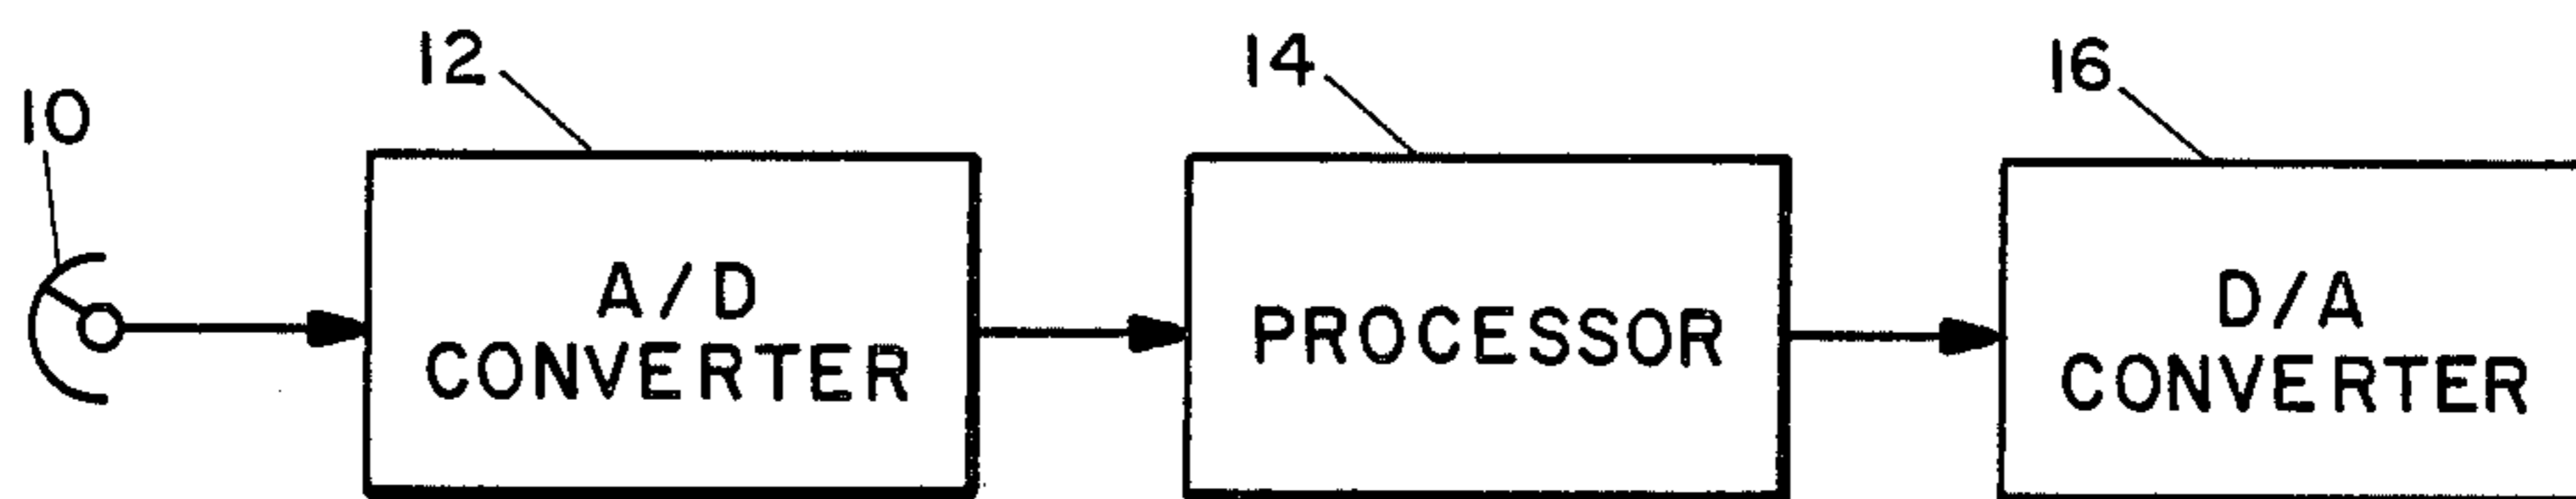 10
12
14
16
A/D
CONVERTER
PROCESSOR
D/A
CONVERTER